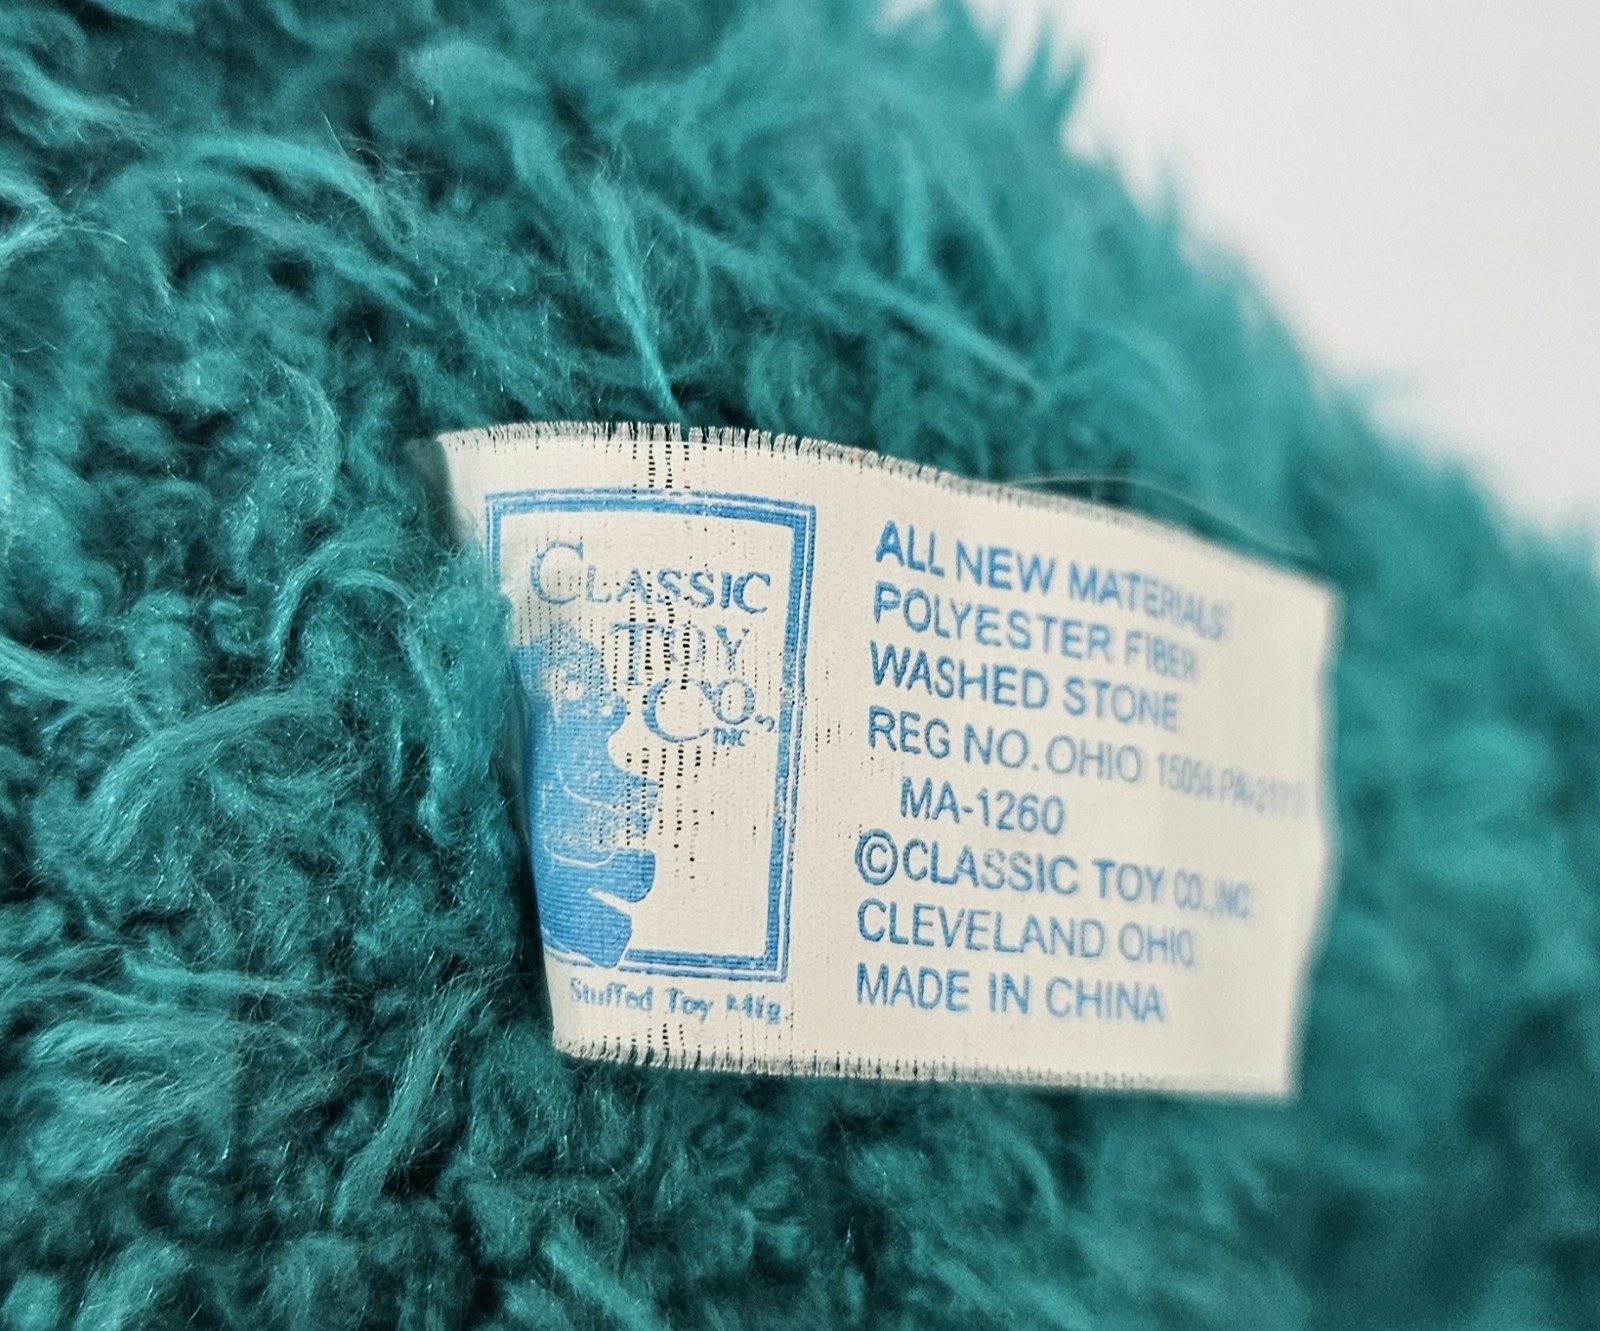 CLASSIC
TOY
CO.,
INC
Stuffed Toy Mfg.
ALL NEW MATERIALS
POLYESTER FIBER
WASHED STONE
REG NO. OHIO 15054
MA-1260
©CLASSIC TOY CO., INC
CLEVELAND OHIO
MADE IN CHINA